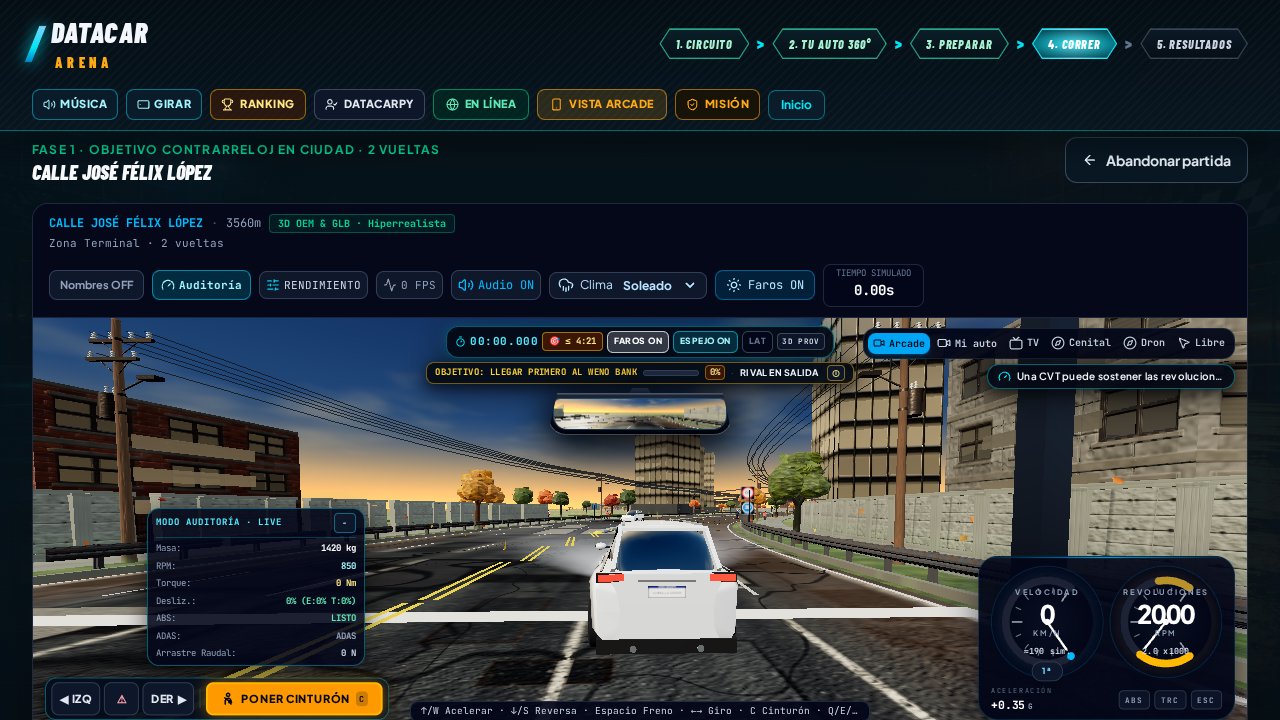 DATACAR
ARENA
1. CIRCUITO > 2. TU AUTO 360° > 3. PREPARAR > 4. CORRER > 5. RESULTADOS
MÚSICA GIRAR RANKING DATACARPY EN LÍNEA VISTA ARCADE MISIÓN Inicio
FASE 1 · OBJETIVO CONTRARRELOJ EN CIUDAD · 2 VUELTAS
CALLE JOSÉ FÉLIX LÓPEZ
← Abandonar partida
CALLE JOSÉ FÉLIX LÓPEZ · 3560m 3D OEM & GLB · Hiperrealista
Zona Terminal · 2 vueltas
Nombres OFF Auditoría RENDIMIENTO 0 FPS Audio ON Clima Soleado Faros ON
TIEMPO SIMULADO
0.00s
00:00.000 ≤ 4:21 FAROS ON ESPEJO ON LAT 3D PROV
Arcade Mi auto TV Cenital Dron Libre
OBJETIVO: LLEGAR PRIMERO AL WENO BANK 0% · RIVAL EN SALIDA
Una CVT puede sostener las revolucion…
MODO AUDITORÍA · LIVE -
Masa: 1420 kg
RPM: 850
Torque: 0 Nm
Desliz.: 0% (E:0% T:0%)
ABS: LISTO
ADAS: ADAS
Arrastre Raudal: 0 N
VELOCIDAD
0
KM/H
≈190 sim
1ª
REVOLUCIONES
2000
RPM
ACELERACIÓN
+0.35 G
ABS TRC ESC
◀ IZQ ⚠ DER ▶ PONER CINTURÓN C
↑/W Acelerar · ↓/S Reversa · Espacio Freno · ←→ Giro · C Cinturón · Q/E/…